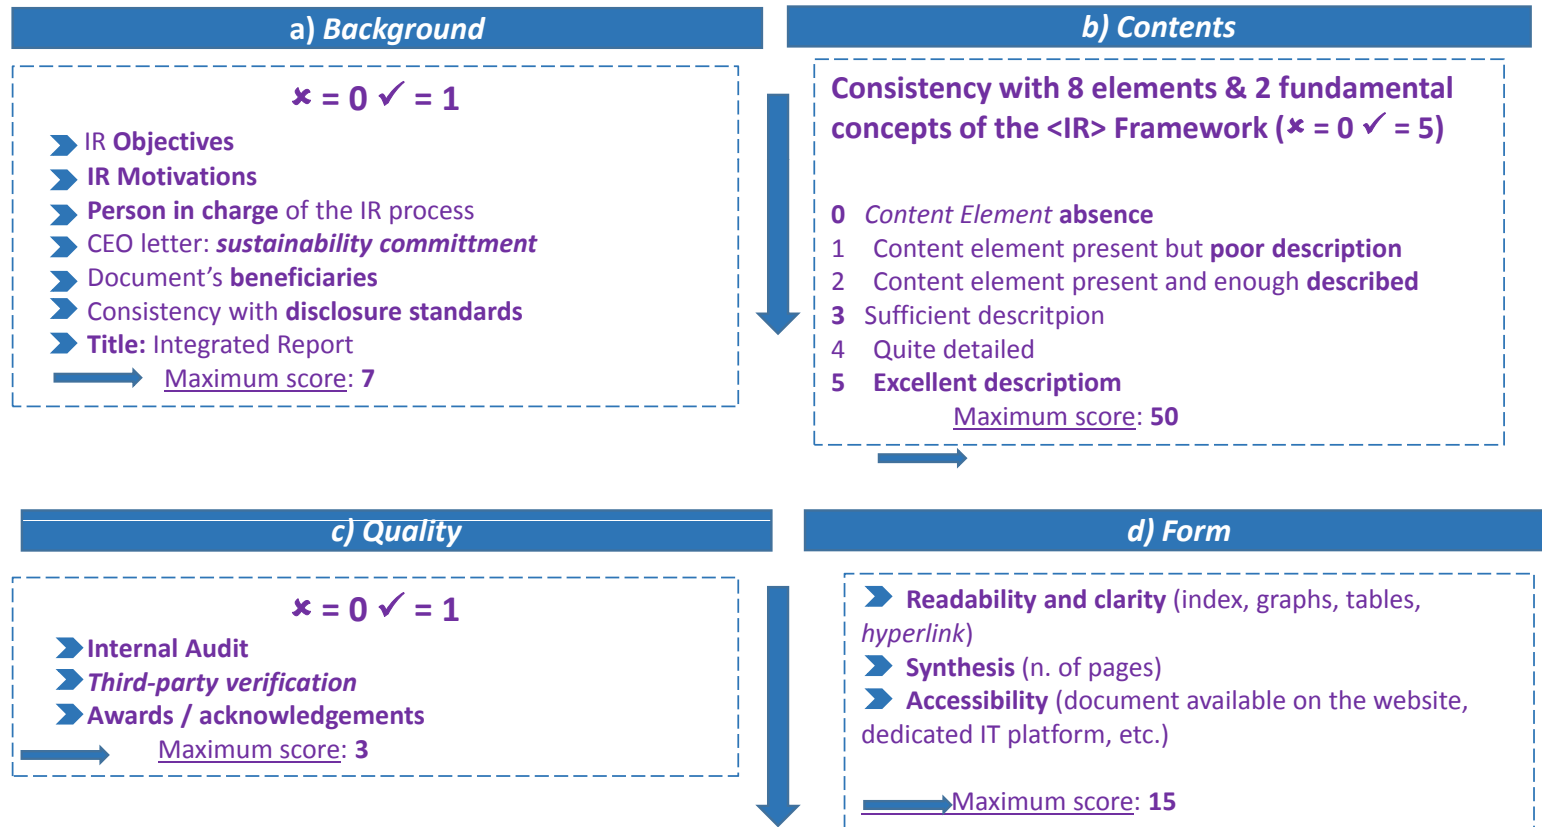 a) Background
✘ = 0 ✓ = 1
IR Objectives
IR Motivations
Person in charge of the IR process
CEO letter: sustainability committment
Document's beneficiaries
Consistency with disclosure standards
Title: Integrated Report
Maximum score: 7
b) Contents
Consistency with 8 elements & 2 fundamental
concepts of the <IR> Framework (✘ = 0 ✓ = 5)
0 Content Element absence
1 Content element present but poor description
2 Content element present and enough described
3 Sufficient descritpion
4 Quite detailed
5 Excellent descriptiom
Maximum score: 50
c) Quality
✘ = 0 ✓ = 1
Internal Audit
Third-party verification
Awards / acknowledgements
Maximum score: 3
d) Form
Readability and clarity (index, graphs, tables,
hyperlink)
Synthesis (n. of pages)
Accessibility (document available on the website,
dedicated IT platform, etc.)
Maximum score: 15